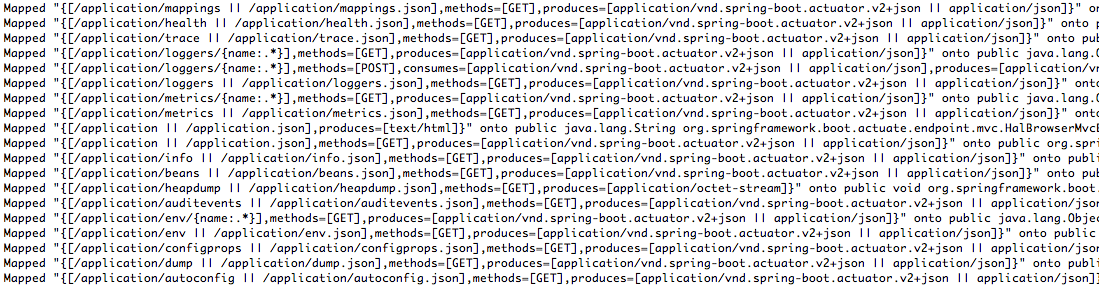 Mapped "{[/application/mappings || /application/mappings.json],methods=[GET],produces=[application/vnd.spring-boot.actuator.v2+json || application/json]}" on
Mapped "{[/application/health || /application/health.json],methods=[GET],produces=[application/vnd.spring-boot.actuator.v2+json || application/json]}" onto p
Mapped "{[/application/trace || /application/trace.json],methods=[GET],produces=[application/vnd.spring-boot.actuator.v2+json || application/json]}" onto pub
Mapped "{[/application/loggers/{name:.*}],methods=[GET],produces=[application/vnd.spring-boot.actuator.v2+json || application/json]}" onto public java.lang.O
Mapped "{[/application/loggers/{name:.*}],methods=[POST],consumes=[application/vnd.spring-boot.actuator.v2+json || application/json],produces=[application/vn
Mapped "{[/application/loggers || /application/loggers.json],methods=[GET],produces=[application/vnd.spring-boot.actuator.v2+json || application/json]}" onto
Mapped "{[/application/metrics/{name:.*}],methods=[GET],produces=[application/vnd.spring-boot.actuator.v2+json || application/json]}" onto public java.lang.O
Mapped "{[/application/metrics || /application/metrics.json],methods=[GET],produces=[application/vnd.spring-boot.actuator.v2+json || application/json]}" onto
Mapped "{[/application || /application.json],produces=[text/html]}" onto public java.lang.String org.springframework.boot.actuate.endpoint.mvc.HalBrowserMvcE
Mapped "{[/application || /application.json],methods=[GET],produces=[application/vnd.spring-boot.actuator.v2+json || application/json]}" onto public org.spri
Mapped "{[/application/info || /application/info.json],methods=[GET],produces=[application/vnd.spring-boot.actuator.v2+json || application/json]}" onto publi
Mapped "{[/application/beans || /application/beans.json],methods=[GET],produces=[application/vnd.spring-boot.actuator.v2+json || application/json]}" onto pub
Mapped "{[/application/heapdump || /application/heapdump.json],methods=[GET],produces=[application/octet-stream]}" onto public void org.springframework.boot.
Mapped "{[/application/auditevents || /application/auditevents.json],methods=[GET],produces=[application/vnd.spring-boot.actuator.v2+json || application/json
Mapped "{[/application/env/{name:.*}],methods=[GET],produces=[application/vnd.spring-boot.actuator.v2+json || application/json]}" onto public java.lang.Objec
Mapped "{[/application/env || /application/env.json],methods=[GET],produces=[application/vnd.spring-boot.actuator.v2+json || application/json]}" onto public
Mapped "{[/application/configprops || /application/configprops.json],methods=[GET],produces=[application/vnd.spring-boot.actuator.v2+json || application/json
Mapped "{[/application/dump || /application/dump.json],methods=[GET],produces=[application/vnd.spring-boot.actuator.v2+json || application/json]}" onto publi
Mapped "{[/application/autoconfig || /application/autoconfig.json],methods=[GET],produces=[application/vnd.spring-boot.actuator.v2+json || application/json]}